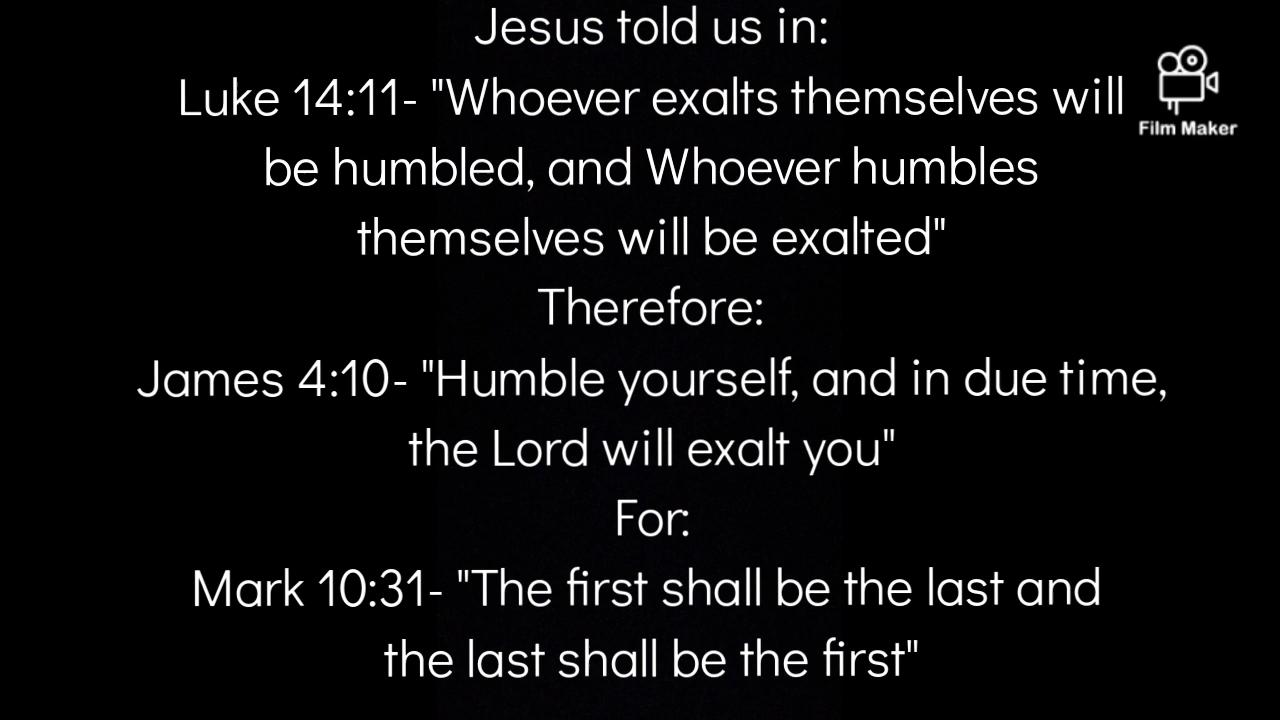 Jesus told us in:
Luke 14:11- "Whoever exalts themselves will
be humbled, and Whoever humbles
themselves will be exalted"
Therefore:
James 4:10- "Humble yourself, and in due time,
the Lord will exalt you"
For:
Mark 10:31- "The first shall be the last and
the last shall be the first"
Film Maker